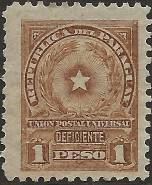 REPUBLICA DEL PARAGUAY
UNION POSTAL UNIVERSAL
DEFICIENTE
1 PESO 1